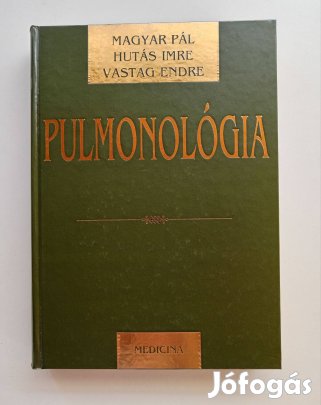 MAGYAR PÁL
HUTÁS IMRE
VASTAG ENDRE
PULMONOLÓGIA
MEDICINA
Jófogás